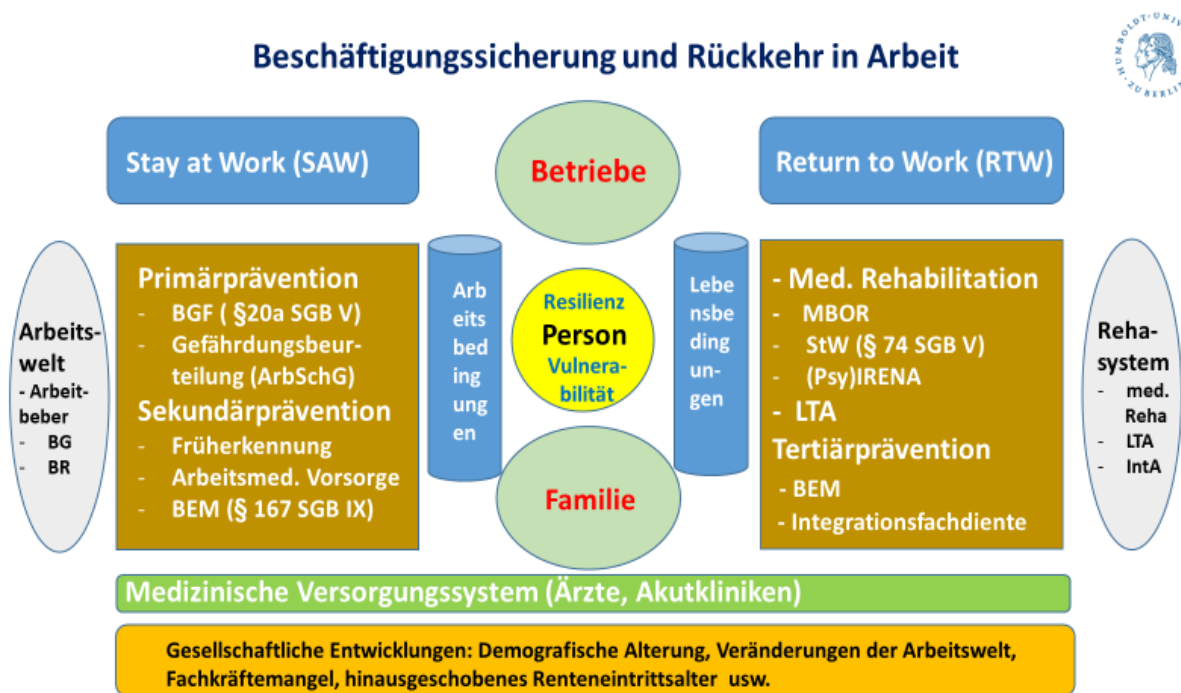 Beschäftigungssicherung und Rückkehr in Arbeit
HUMBOLDT-UNIV
ZU BERLIN
Stay at Work (SAW)
Betriebe
Return to Work (RTW)
Arbeits-
welt
- Arbeit-
beber
- BG
- BR
Primärprävention
- BGF ( §20a SGB V)
- Gefährdungsbeur-
teilung (ArbSchG)
Sekundärprävention
- Früherkennung
- Arbeitsmed. Vorsorge
- BEM (§ 167 SGB IX)
Arb
eits
bed
ing
ung
en
Resilienz
Person
Vulnera-
bilität
Familie
Lebe
nsbe
ding
un-
gen
- Med. Rehabilitation
- MBOR
- StW (§ 74 SGB V)
- (Psy)IRENA
- LTA
Tertiärprävention
- BEM
- Integrationsfachdiente
Reha-
system
- med.
Reha
- LTA
- IntA
Medizinische Versorgungssystem (Ärzte, Akutkliniken)
Gesellschaftliche Entwicklungen: Demografische Alterung, Veränderungen der Arbeitswelt,
Fachkräftemangel, hinausgeschobenes Renteneintrittsalter usw.